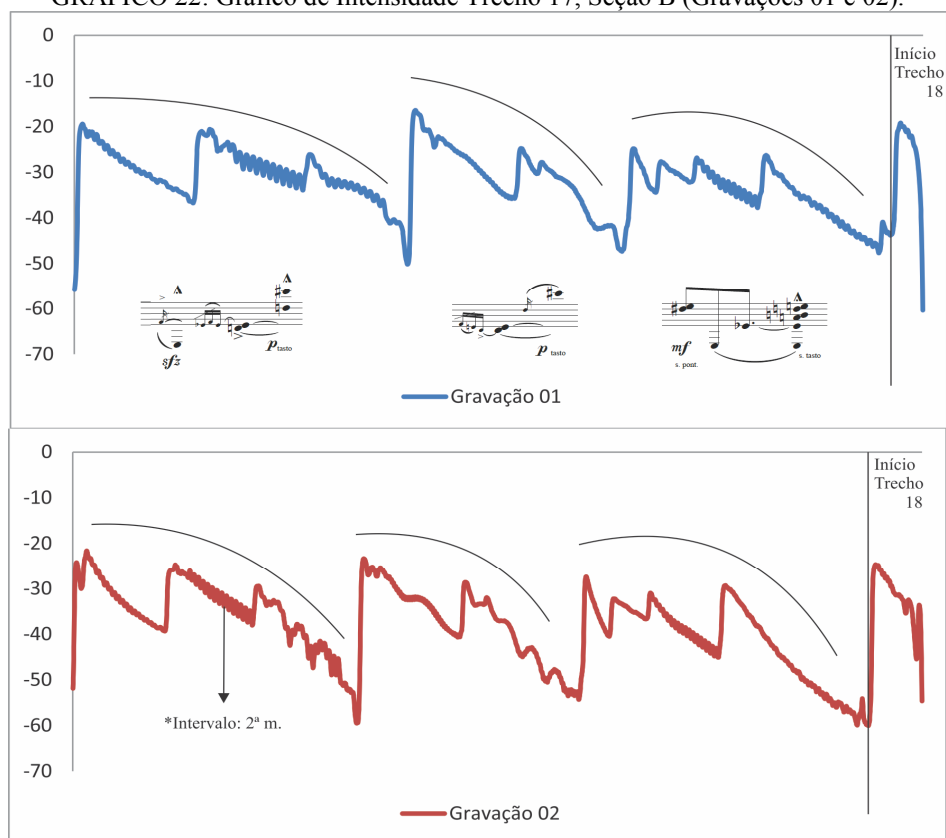 GRÁFICO 22: Gráfico de Intensidade Trecho 17, Seção B (Gravações 01 e 02).
0
-10
-20
-30
-40
-50
-60
-70
Início
Trecho
18
sfz
p tasto
p tasto
mf
s. pont.
s. tasto
Gravação 01
0
-10
-20
-30
-40
-50
-60
-70
Início
Trecho
18
*Intervalo: 2ª m.
Gravação 02